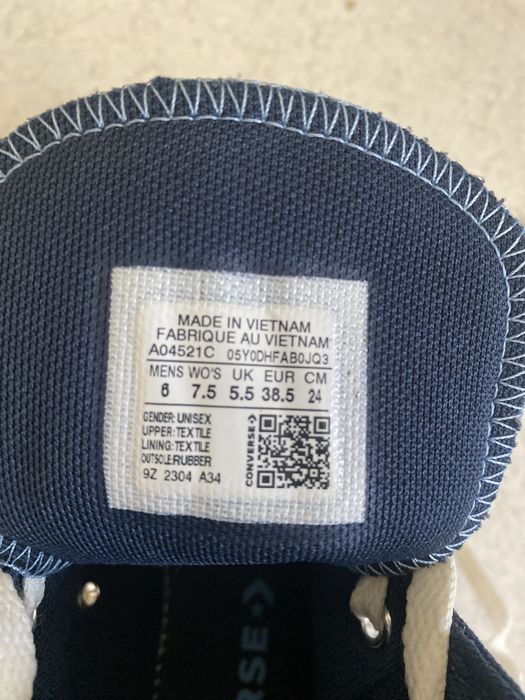 MADE IN VIETNAM
FABRIQUE AU VIETNAM
A04521C 05Y0DHFAB0JQ3
MENS WO'S UK EUR CM
6 7.5 5.5 38.5 24
GENDER: UNISEX
UPPER: TEXTILE
LINING: TEXTILE
OUTSOLE: RUBBER
9Z 2304 A34
CONVERSE
ERSE